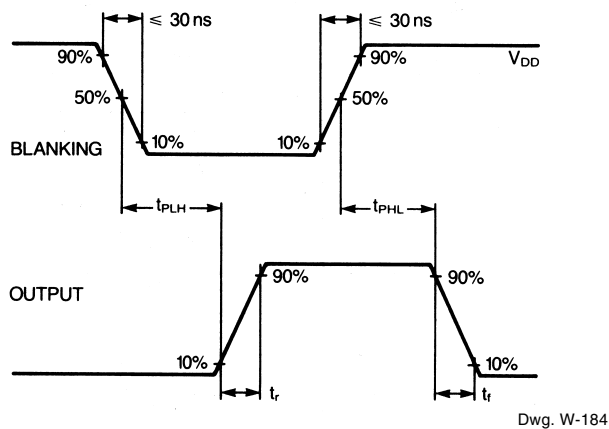 ≤ 30 ns ≤ 30 ns
90% 90% V_DD
50% 50%
10% 10%
BLANKING
t_PLH t_PHL
90% 90%
OUTPUT
10% 10%
t_r t_f
Dwg. W-184